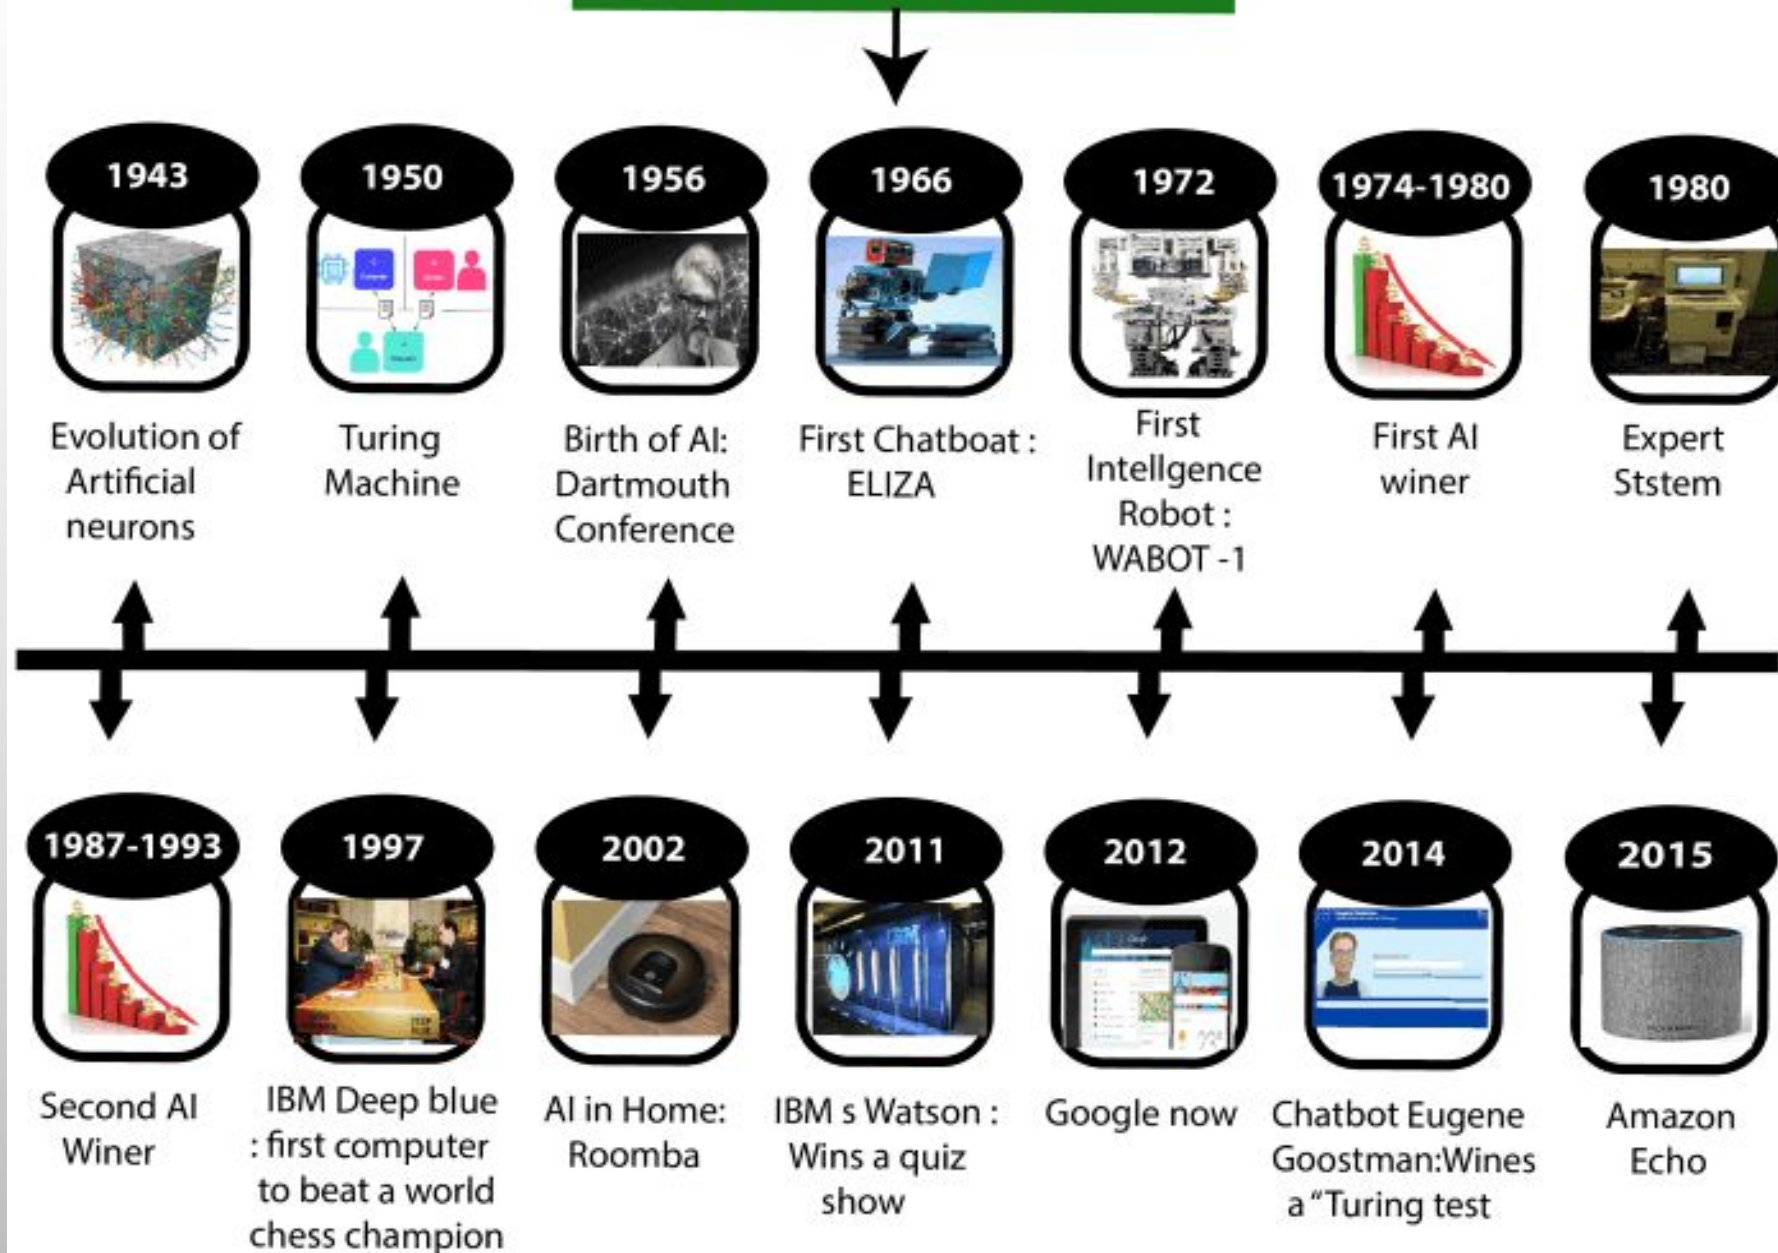 1943
1950
1956
1966
1972
1974-1980
1980
Evolution of
Artificial
neurons
Turing
Machine
Birth of AI:
Dartmouth
Conference
First Chatboat :
ELIZA
First
Intellgence
Robot :
WABOT -1
First AI
winer
Expert
Ststem
1987-1993
1997
2002
2011
2012
2014
2015
Second AI
Winer
IBM Deep blue
: first computer
to beat a world
chess champion
AI in Home:
Roomba
IBM s Watson :
Wins a quiz
show
Google now
Chatbot Eugene
Goostman:Wines
a "Turing test
Amazon
Echo